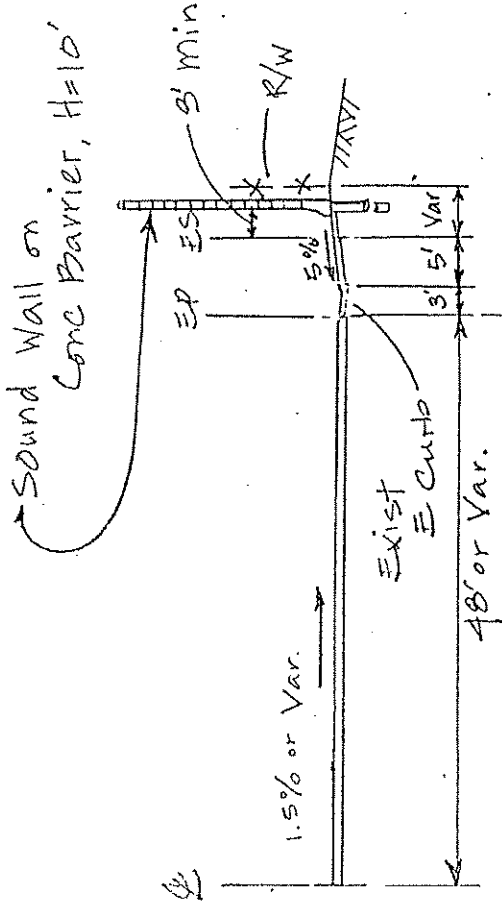 Sound Wall on
Conc Barrier, H=10'
3' min
R/W
ES
EP
5%
3'
5'
Var
Exist
E Curb
1.5% or Var.
48' or Var.
℄